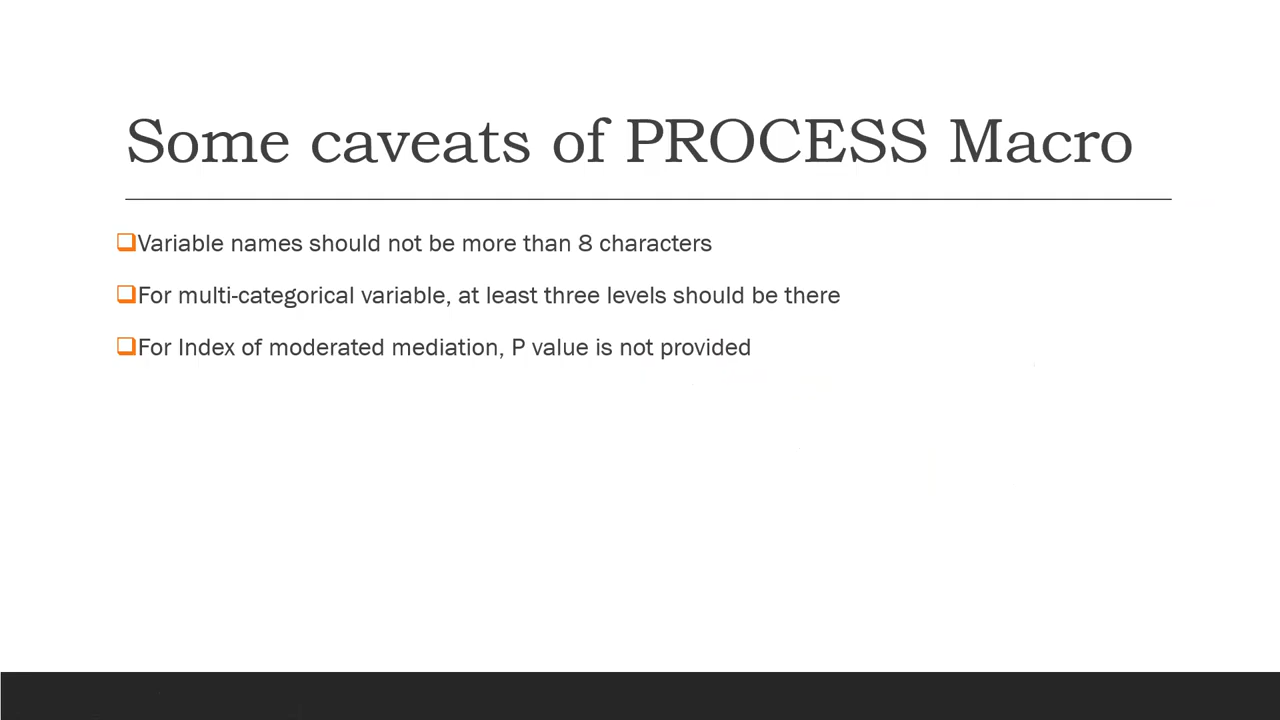 Some caveats of PROCESS Macro
Variable names should not be more than 8 characters
For multi-categorical variable, at least three levels should be there
For Index of moderated mediation, P value is not provided